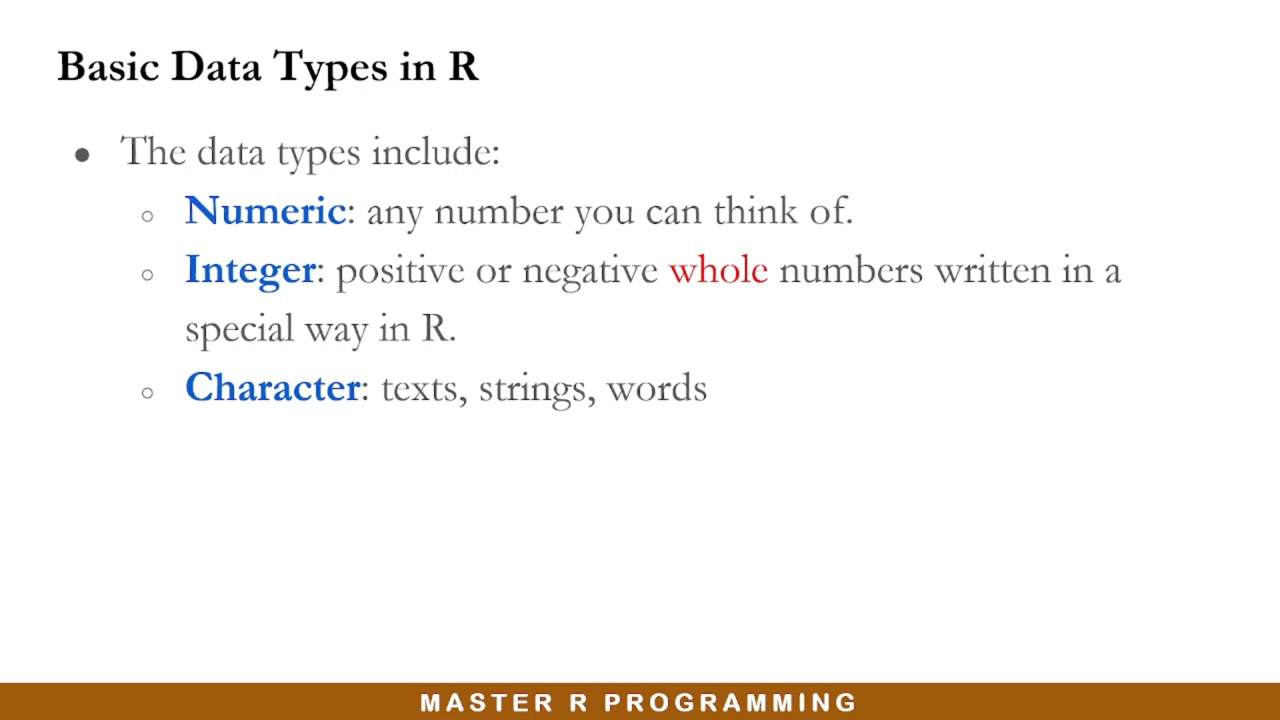 Basic Data Types in R
● The data types include:
○ Numeric: any number you can think of.
○ Integer: positive or negative whole numbers written in a
special way in R.
○ Character: texts, strings, words
MASTER R PROGRAMMING